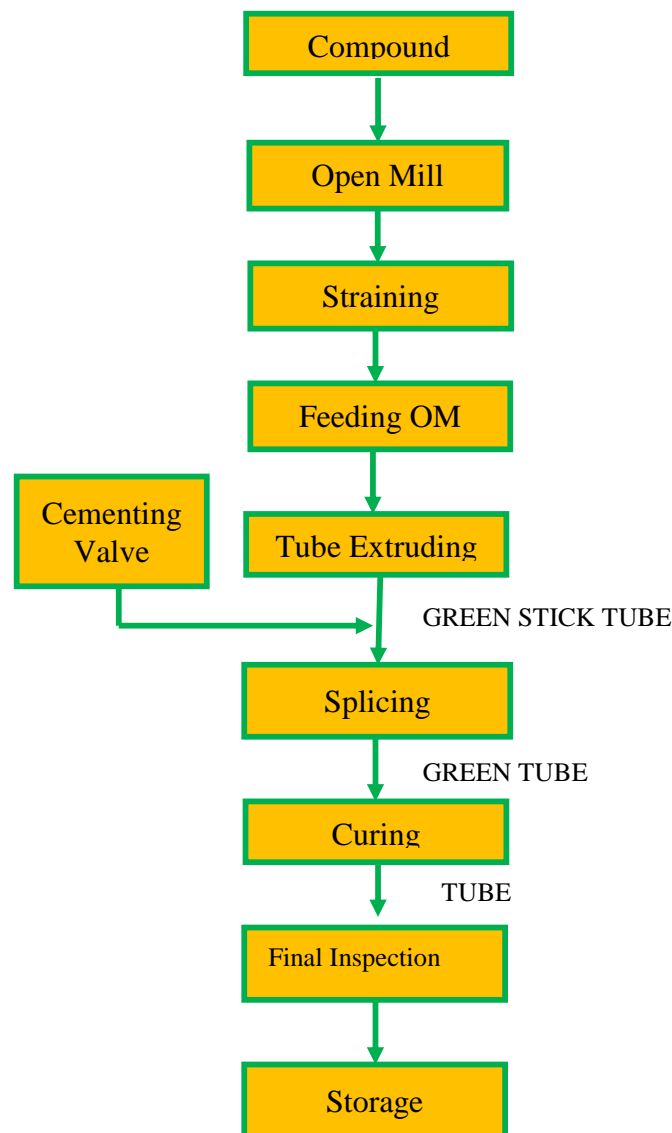 Compound
Open Mill
Straining
Feeding OM
Cementing
Valve
Tube Extruding
GREEN STICK TUBE
Splicing
GREEN TUBE
Curing
TUBE
Final Inspection
Storage